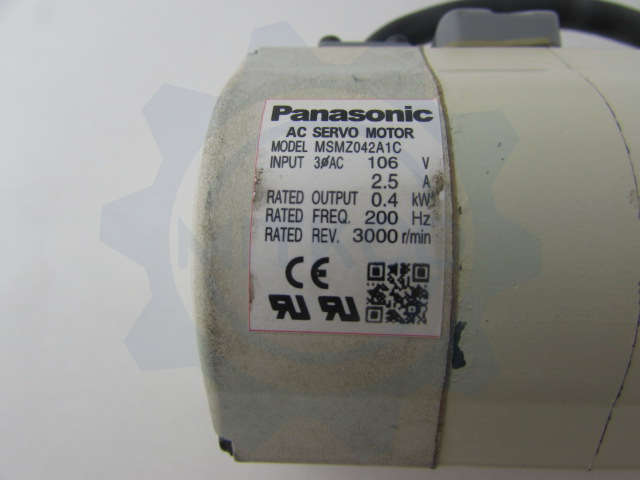 Panasonic
AC SERVO MOTOR
MODEL MSMZ042A1C
INPUT 3ØAC 106 V
2.5 A
RATED OUTPUT 0.4 kW
RATED FREQ. 200 Hz
RATED REV. 3000 r/min
CE